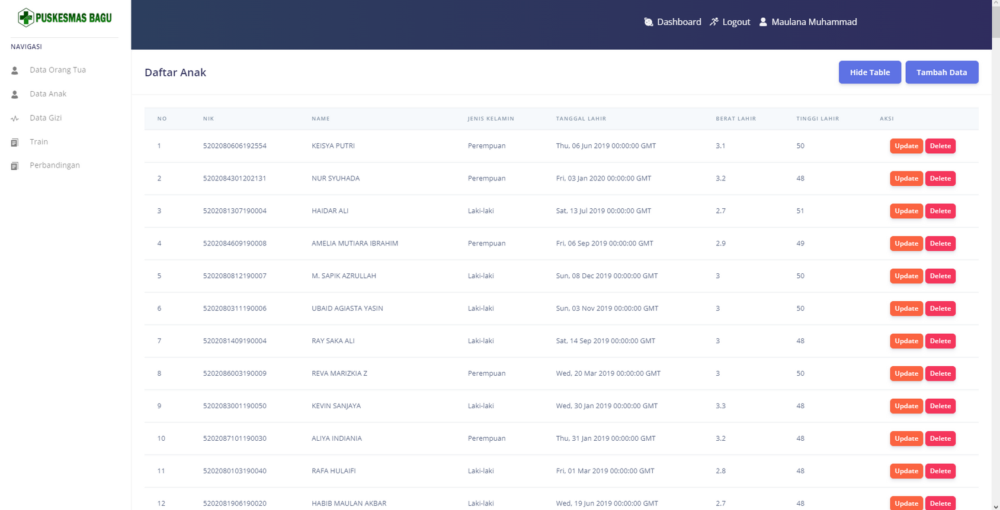 PUSKESMAS BAGU
Dashboard Logout Maulana Muhammad
NAVIGASI
Data Orang Tua
Data Anak
Data Gizi
Train
Perbandingan
Daftar Anak Hide Table Tambah Data
NO NIK NAME JENIS KELAMIN TANGGAL LAHIR BERAT LAHIR TINGGI LAHIR AKSI
1 5202080606192554 KEISYA PUTRI Perempuan Thu, 06 Jun 2019 00:00:00 GMT 3.1 50 Update Delete
2 5202084301202131 NUR SYUHADA Perempuan Fri, 03 Jan 2020 00:00:00 GMT 3.2 48 Update Delete
3 5202081307190004 HAIDAR ALI Laki-laki Sat, 13 Jul 2019 00:00:00 GMT 2.7 51 Update Delete
4 5202084609190008 AMELIA MUTIARA IBRAHIM Perempuan Fri, 06 Sep 2019 00:00:00 GMT 2.9 49 Update Delete
5 5202080812190007 M. SAPIK AZRULLAH Laki-laki Sun, 08 Dec 2019 00:00:00 GMT 3 50 Update Delete
6 5202080311190006 UBAID AGIASTA YASIN Laki-laki Sun, 03 Nov 2019 00:00:00 GMT 3 50 Update Delete
7 5202081409190004 RAY SAKA ALI Laki-laki Sat, 14 Sep 2019 00:00:00 GMT 3 48 Update Delete
8 5202086003190009 REVA MARIZKIA Z Perempuan Wed, 20 Mar 2019 00:00:00 GMT 3 50 Update Delete
9 5202083001190050 KEVIN SANJAYA Laki-laki Wed, 30 Jan 2019 00:00:00 GMT 3.3 48 Update Delete
10 5202087101190030 ALIYA INDIANIA Perempuan Thu, 31 Jan 2019 00:00:00 GMT 3.2 48 Update Delete
11 5202080103190040 RAFA HULAIFI Laki-laki Fri, 01 Mar 2019 00:00:00 GMT 2.8 48 Update Delete
12 5202081906190020 HABIB MAULAN AKBAR Laki-laki Wed, 19 Jun 2019 00:00:00 GMT 2.7 48 Update Delete